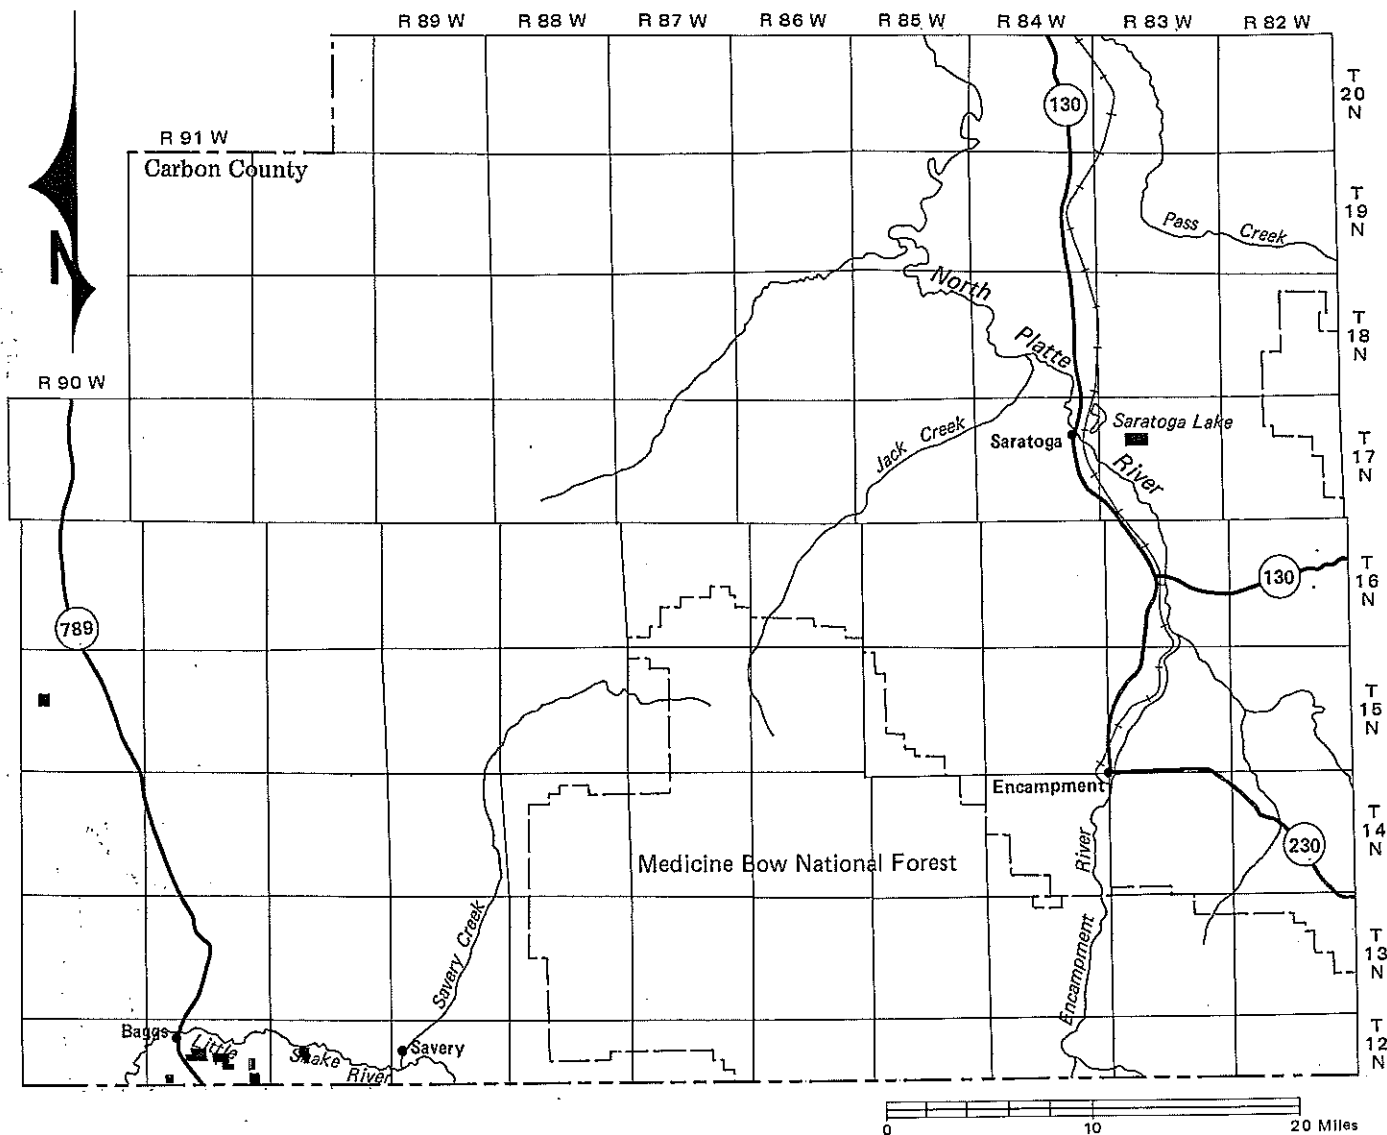 R 89 W R 88 W R 87 W R 86 W R 85 W R 84 W R 83 W R 82 W
T
20
N
130
R 91 W
Carbon County
T
19
N
Pass Creek
N
North
Platte
T
18
N
R 90 W
Saratoga Lake
Jack Creek
Saratoga
River
T
17
N
130
T
16
N
789
T
15
N
Encampment
T
14
N
230
Medicine Bow National Forest
River
Encampment
Savery Creek
T
13
N
Baggs
Little
Snake
River
Savery
T
12
N
0 10 20 Miles